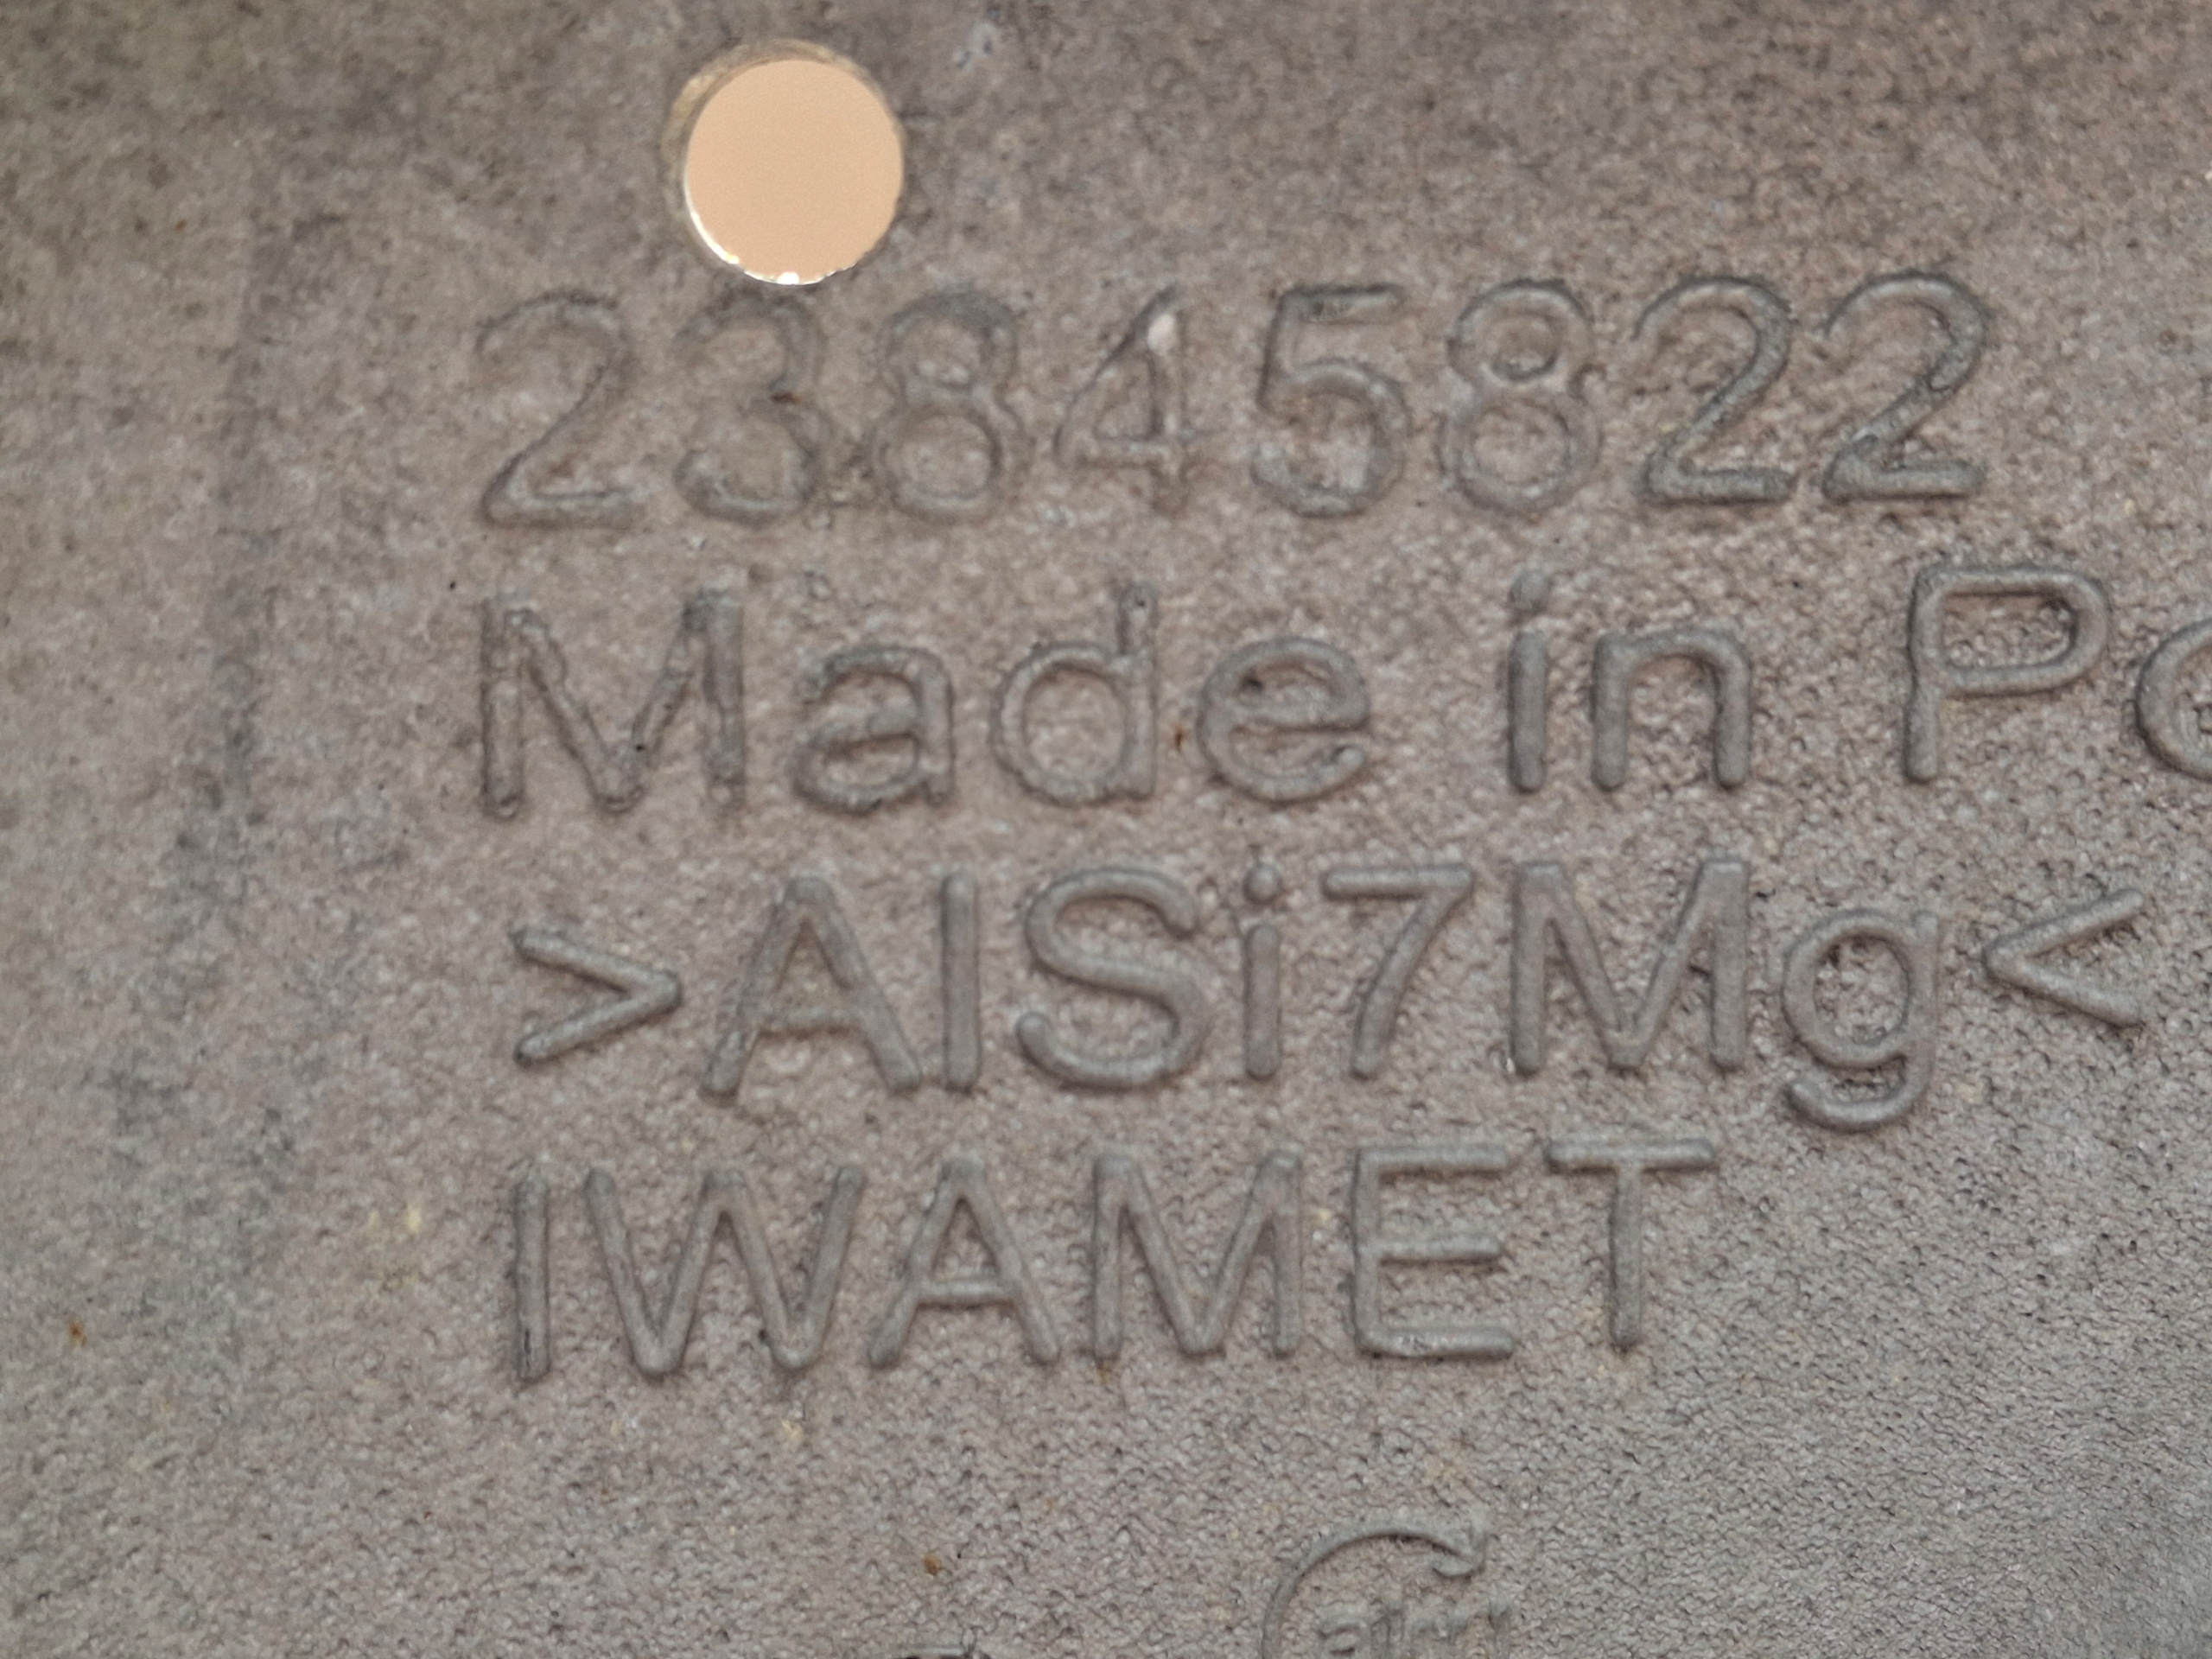 23845822
Made in
>AlSi7Mg<
IWAMET